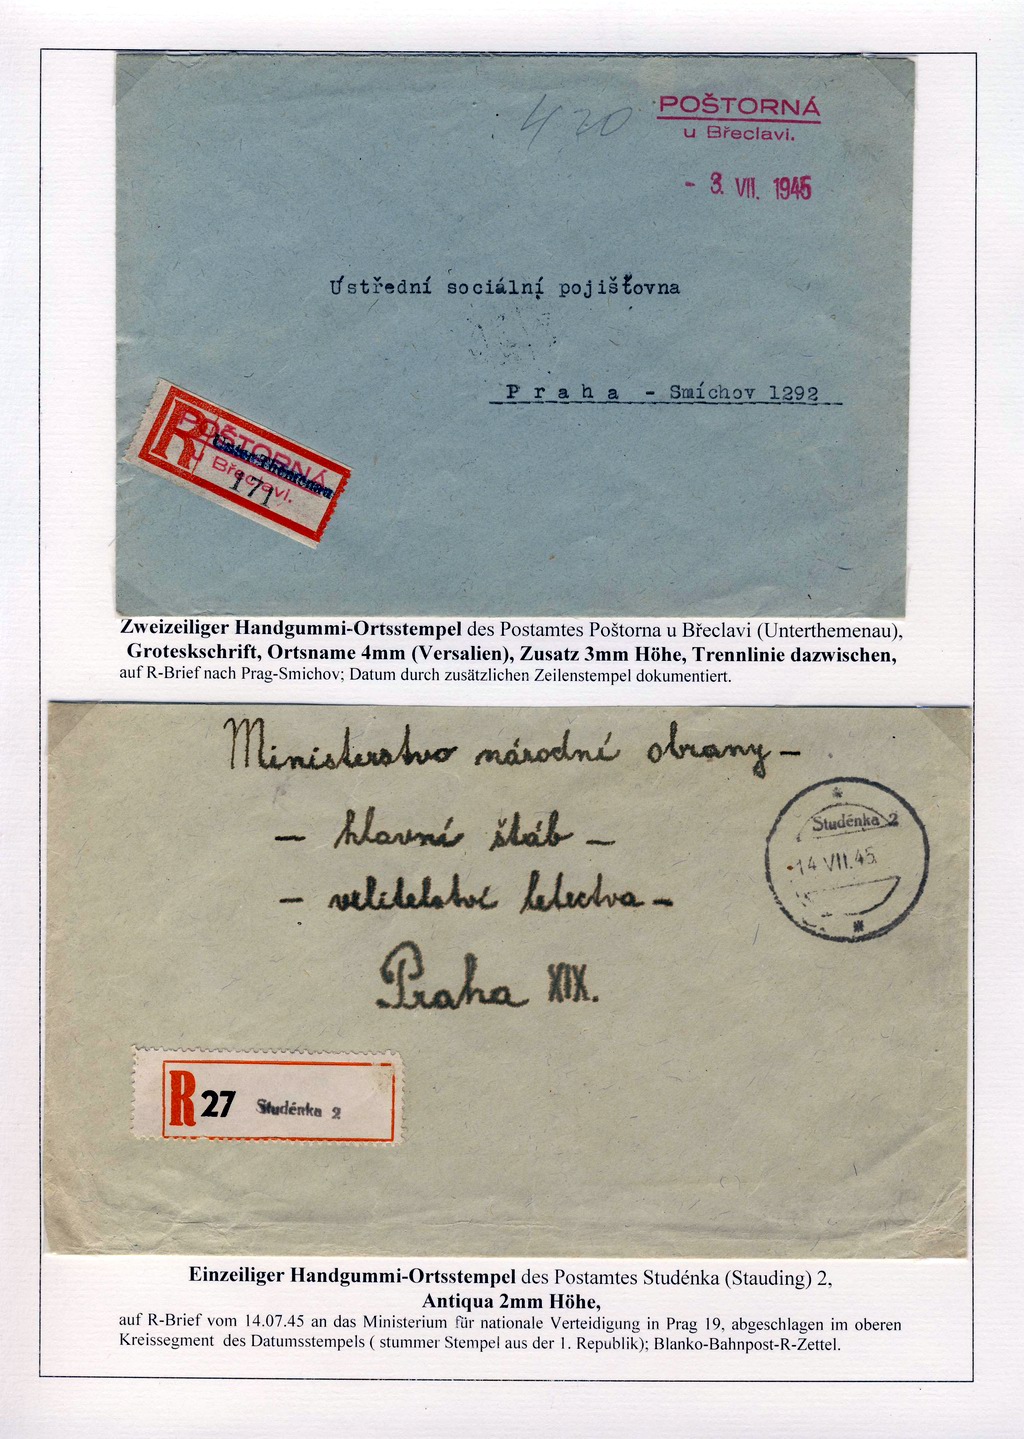 420
POŠTORNÁ
u Břeclavi.
- 3. VII. 1945
Ústřední sociální pojišťovna
Praha - Smíchov 1292
R
POŠTORNÁ
Unter-Themenau
u Břeclavi.
171
Zweizeiliger Handgummi-Ortsstempel des Postamtes Poštorna u Břeclavi (Unterthemenau),
Groteskschrift, Ortsname 4mm (Versalien), Zusatz 3mm Höhe, Trennlinie dazwischen,
auf R-Brief nach Prag-Smichov; Datum durch zusätzlichen Zeilenstempel dokumentiert.
Ministerstvo národní obrany –
– hlavní štáb –
– velitelství letectva –
Praha XIX.
Studénka 2
-14 VII.45
R 27 Studénka 2
Einzeiliger Handgummi-Ortsstempel des Postamtes Studénka (Stauding) 2,
Antiqua 2mm Höhe,
auf R-Brief vom 14.07.45 an das Ministerium für nationale Verteidigung in Prag 19, abgeschlagen im oberen
Kreissegment des Datumsstempels ( stummer Stempel aus der 1. Republik); Blanko-Bahnpost-R-Zettel.